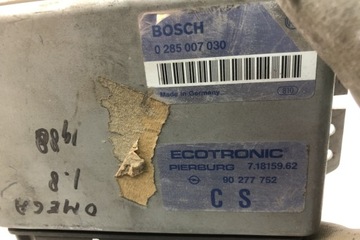 BOSCH
0 285 007 030
Made in Germany
810
ECOTRONIC
PIERBURG 7.18159.62
90 277 752
C S
OMEGA
1.8
1988